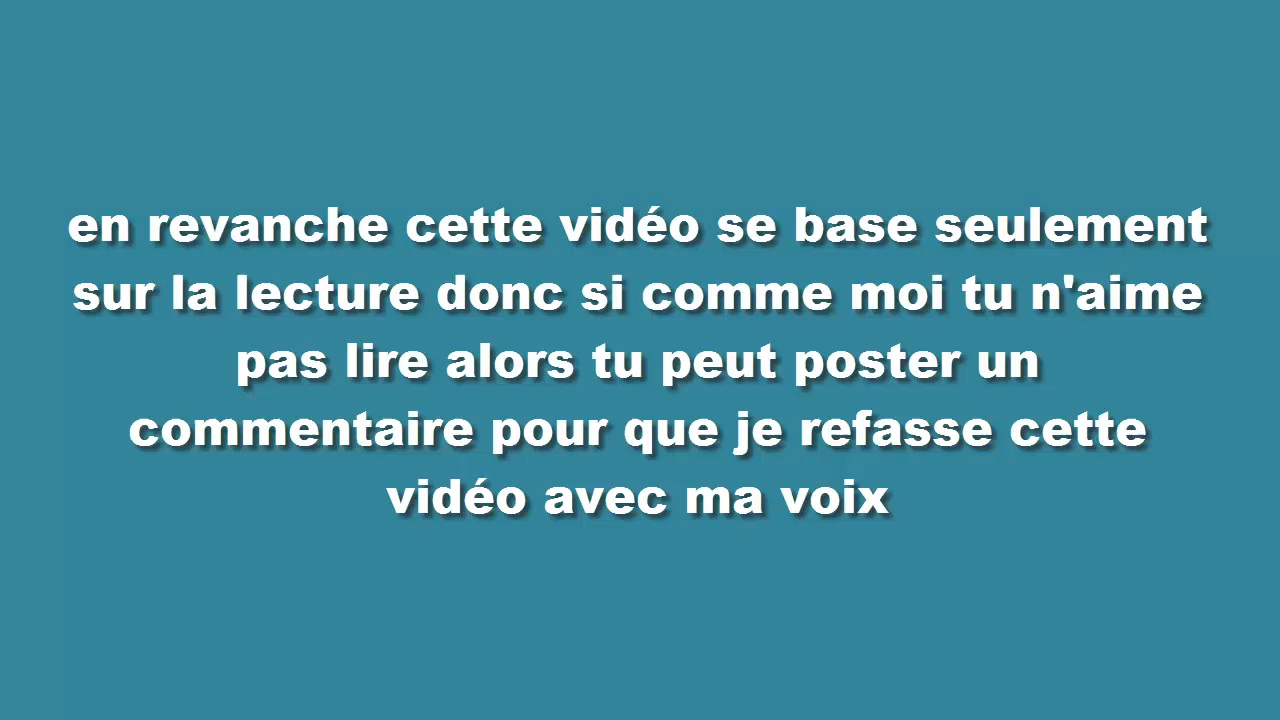 en revanche cette vidéo se base seulement
sur la lecture donc si comme moi tu n'aime
pas lire alors tu peut poster un
commentaire pour que je refasse cette
vidéo avec ma voix